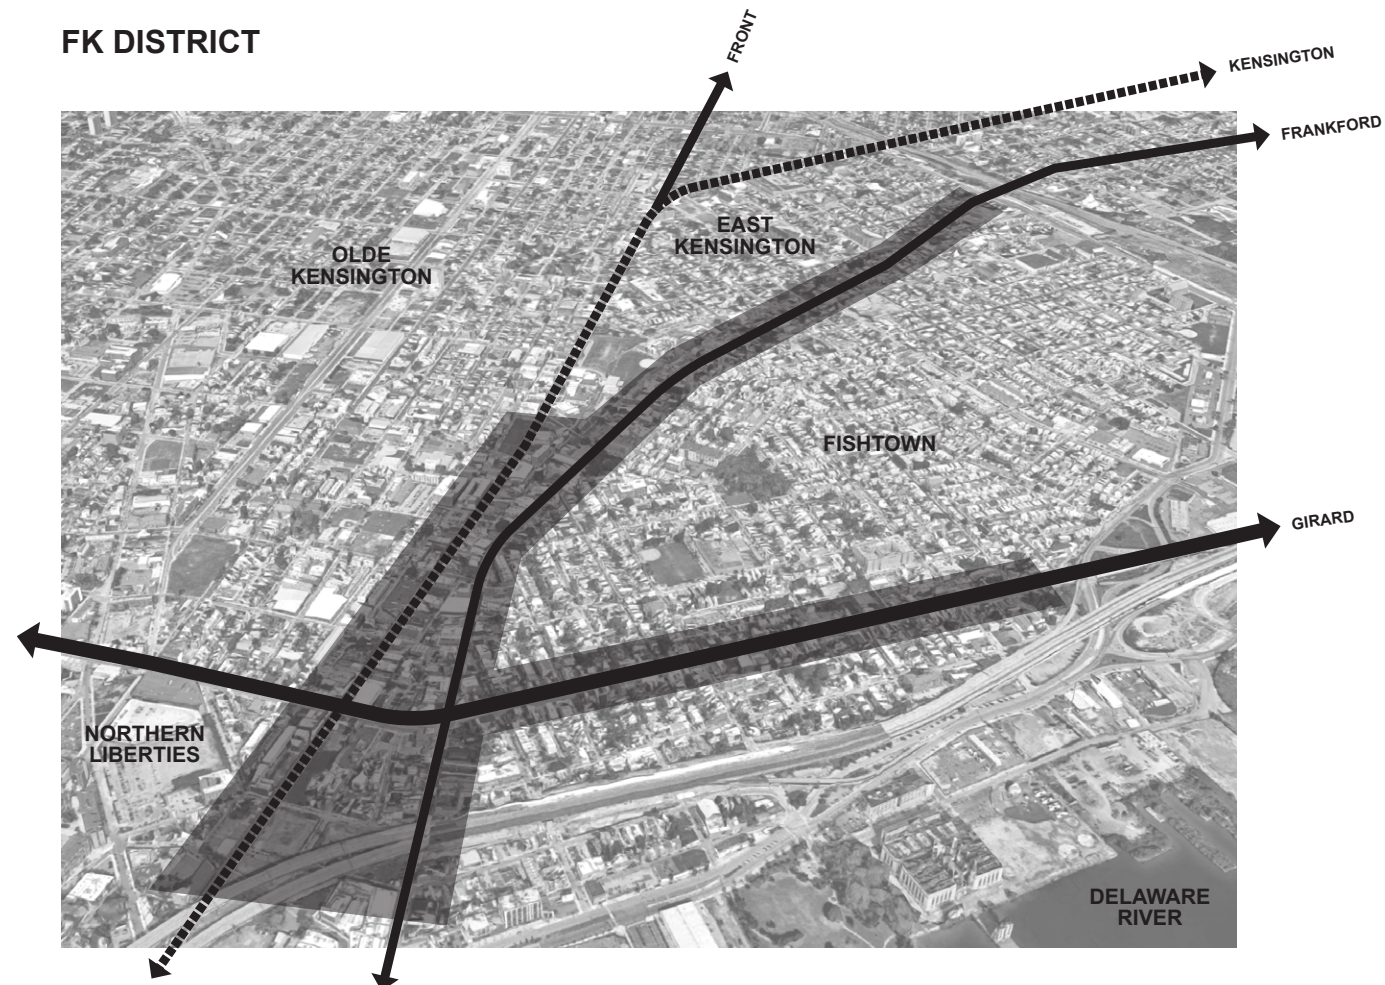 FK DISTRICT
FRONT
KENSINGTON
FRANKFORD
OLDE
KENSINGTON
EAST
KENSINGTON
FISHTOWN
GIRARD
NORTHERN
LIBERTIES
DELAWARE
RIVER